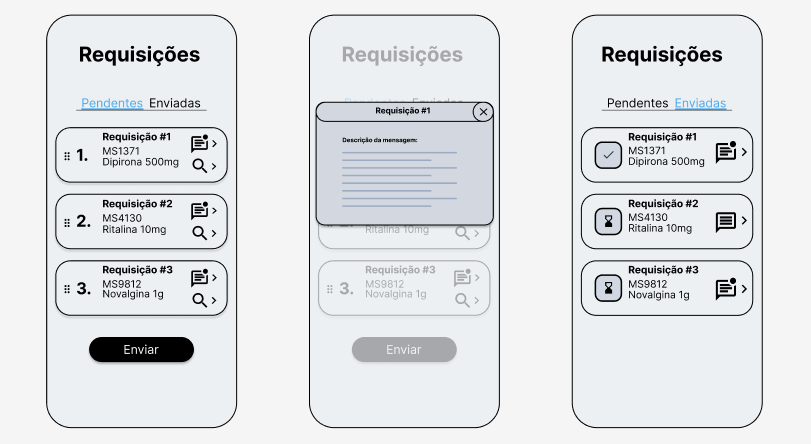 Requisições
Pendentes Enviadas
1.
Requisição #1
MS1371
Dipirona 500mg
2.
Requisição #2
MS4130
Ritalina 10mg
3.
Requisição #3
MS9812
Novalgina 1g
Enviar
Requisições
Requisição #1
Descrição da mensagem:
Ritalina 10mg
3.
Requisição #3
MS9812
Novalgina 1g
Enviar
Requisições
Pendentes Enviadas
Requisição #1
MS1371
Dipirona 500mg
Requisição #2
MS4130
Ritalina 10mg
Requisição #3
MS9812
Novalgina 1g